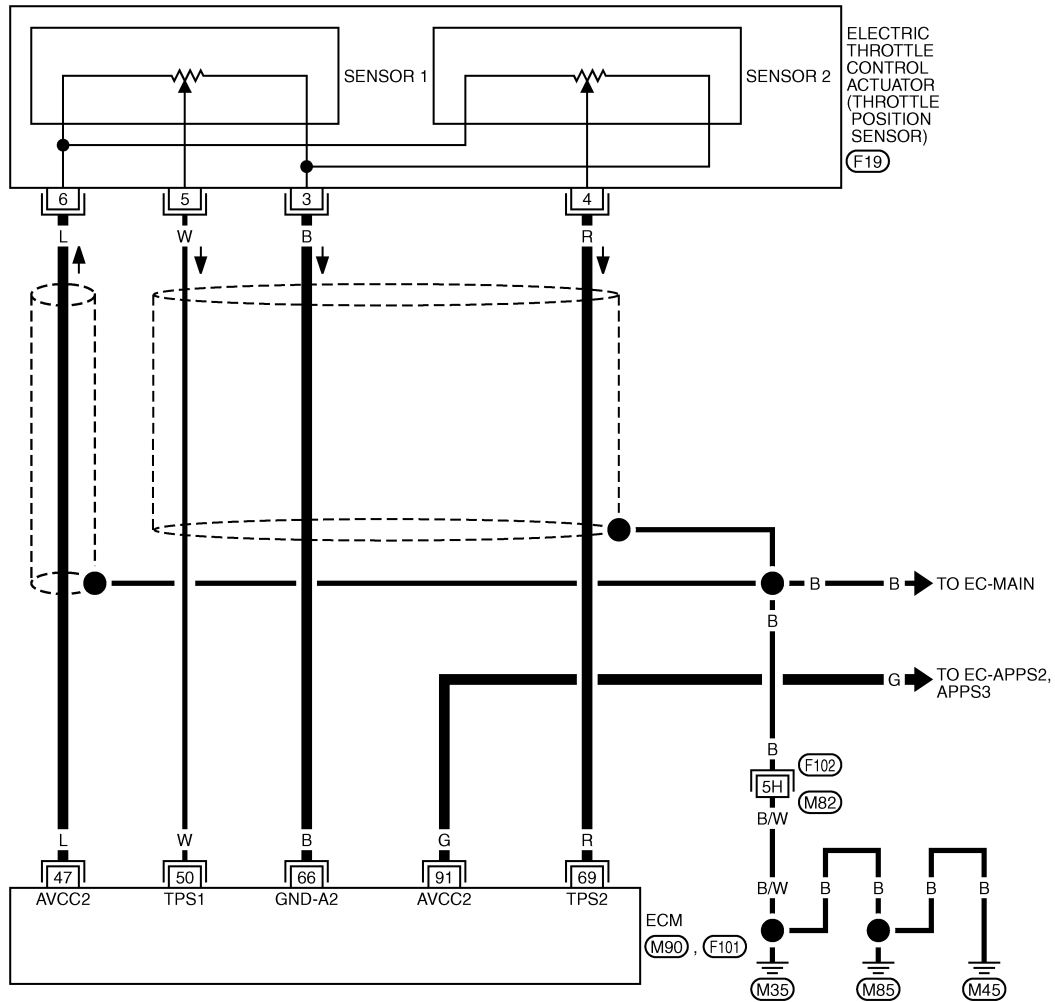 ELECTRIC
THROTTLE
CONTROL
ACTUATOR
(THROTTLE
POSITION
SENSOR)
F19
SENSOR 1
SENSOR 2
6
5
3
4
L
W
B
R
B
B
TO EC-MAIN
B
G
TO EC-APPS2,
APPS3
B
F102
5H
M82
B/W
L
W
B
G
R
47
50
66
91
69
AVCC2
TPS1
GND-A2
AVCC2
TPS2
B/W
B
B
B
B
ECM
M90 , F101
M35
M85
M45